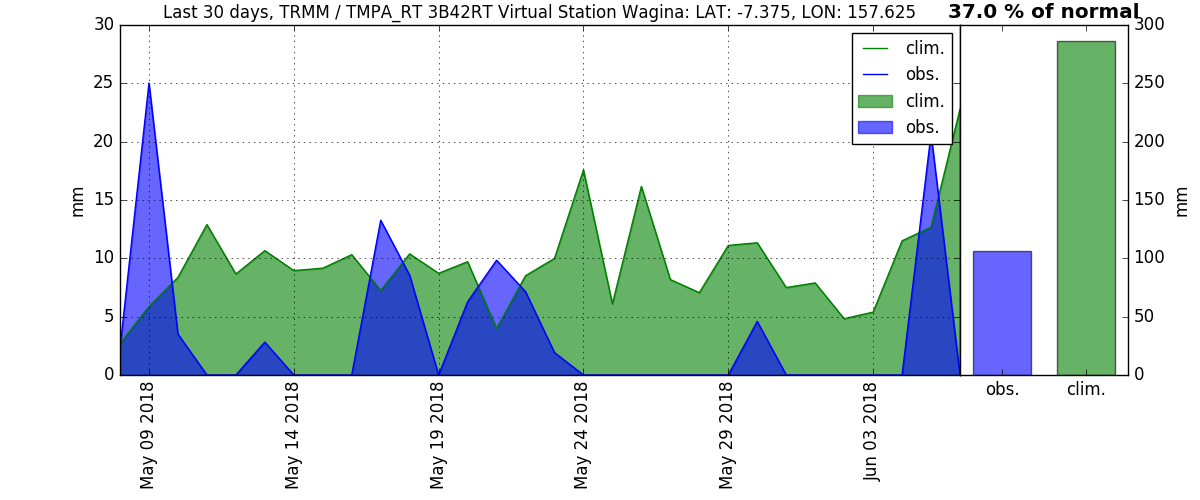 Last 30 days, TRMM / TMPA_RT 3B42RT Virtual Station Wagina: LAT: -7.375, LON: 157.625
37.0 % of normal
mm
30
25
20
15
10
5
0
clim.
obs.
clim.
obs.
300
250
200
150
100
50
0
mm
May 09 2018
May 14 2018
May 19 2018
May 24 2018
May 29 2018
Jun 03 2018
obs.
clim.